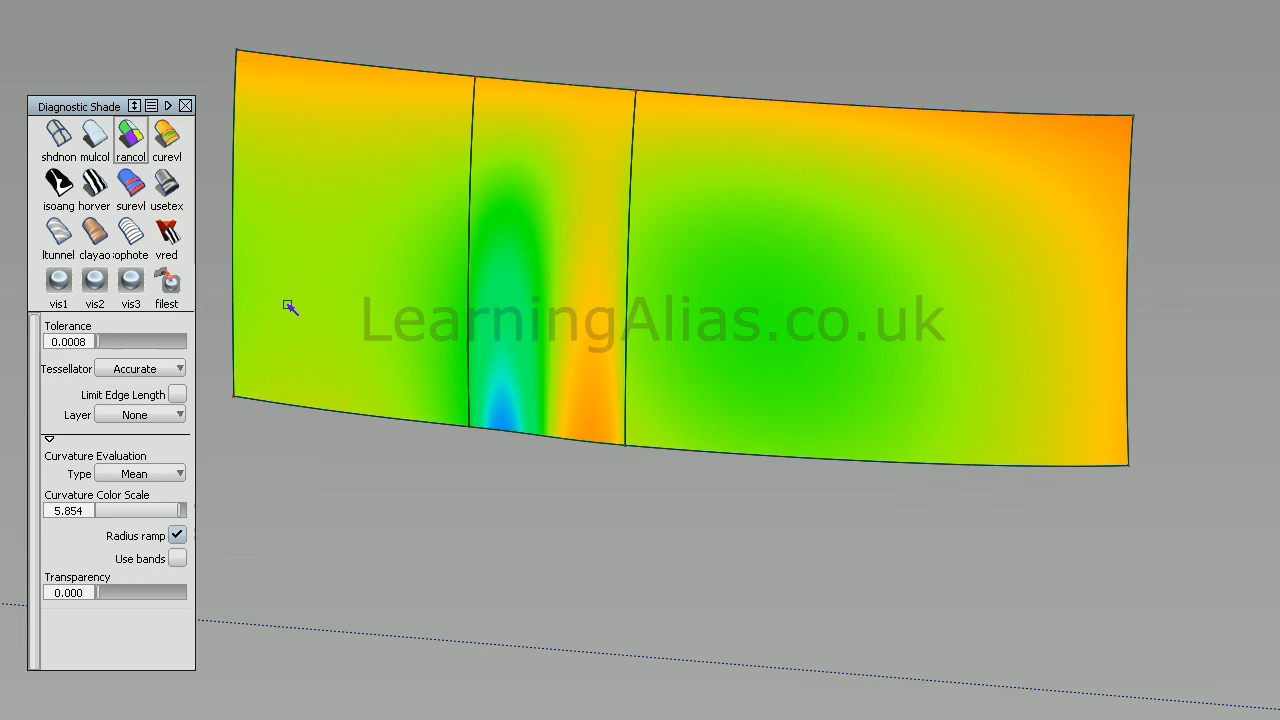 Diagnostic Shade
shdnon mulcol rancol curevl
isoang horver surevl usetex
ltunnel clayao ophote vred
vis1 vis2 vis3 filest
Tolerance
0.0008
Tessellator Accurate
Limit Edge Length
Layer None
Curvature Evaluation
Type Mean
Curvature Color Scale
5.854
Radius ramp
Use bands
Transparency
0.000
LearningAlias.co.uk